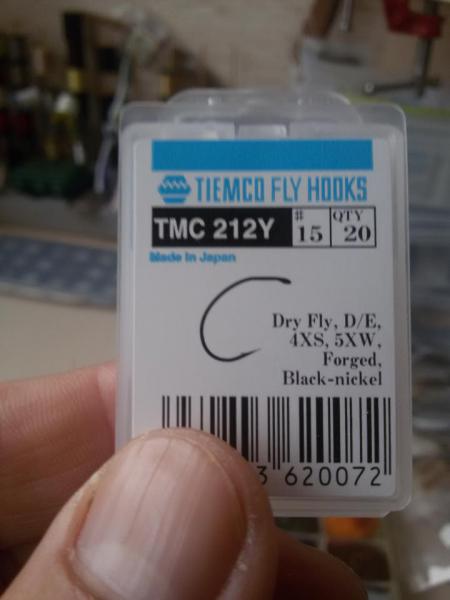 TIEMCO FLY HOOKS
TMC 212Y # 15 QTY 20
Made In Japan
Dry Fly, D/E,
4XS, 5XW,
Forged,
Black-nickel
3 620072